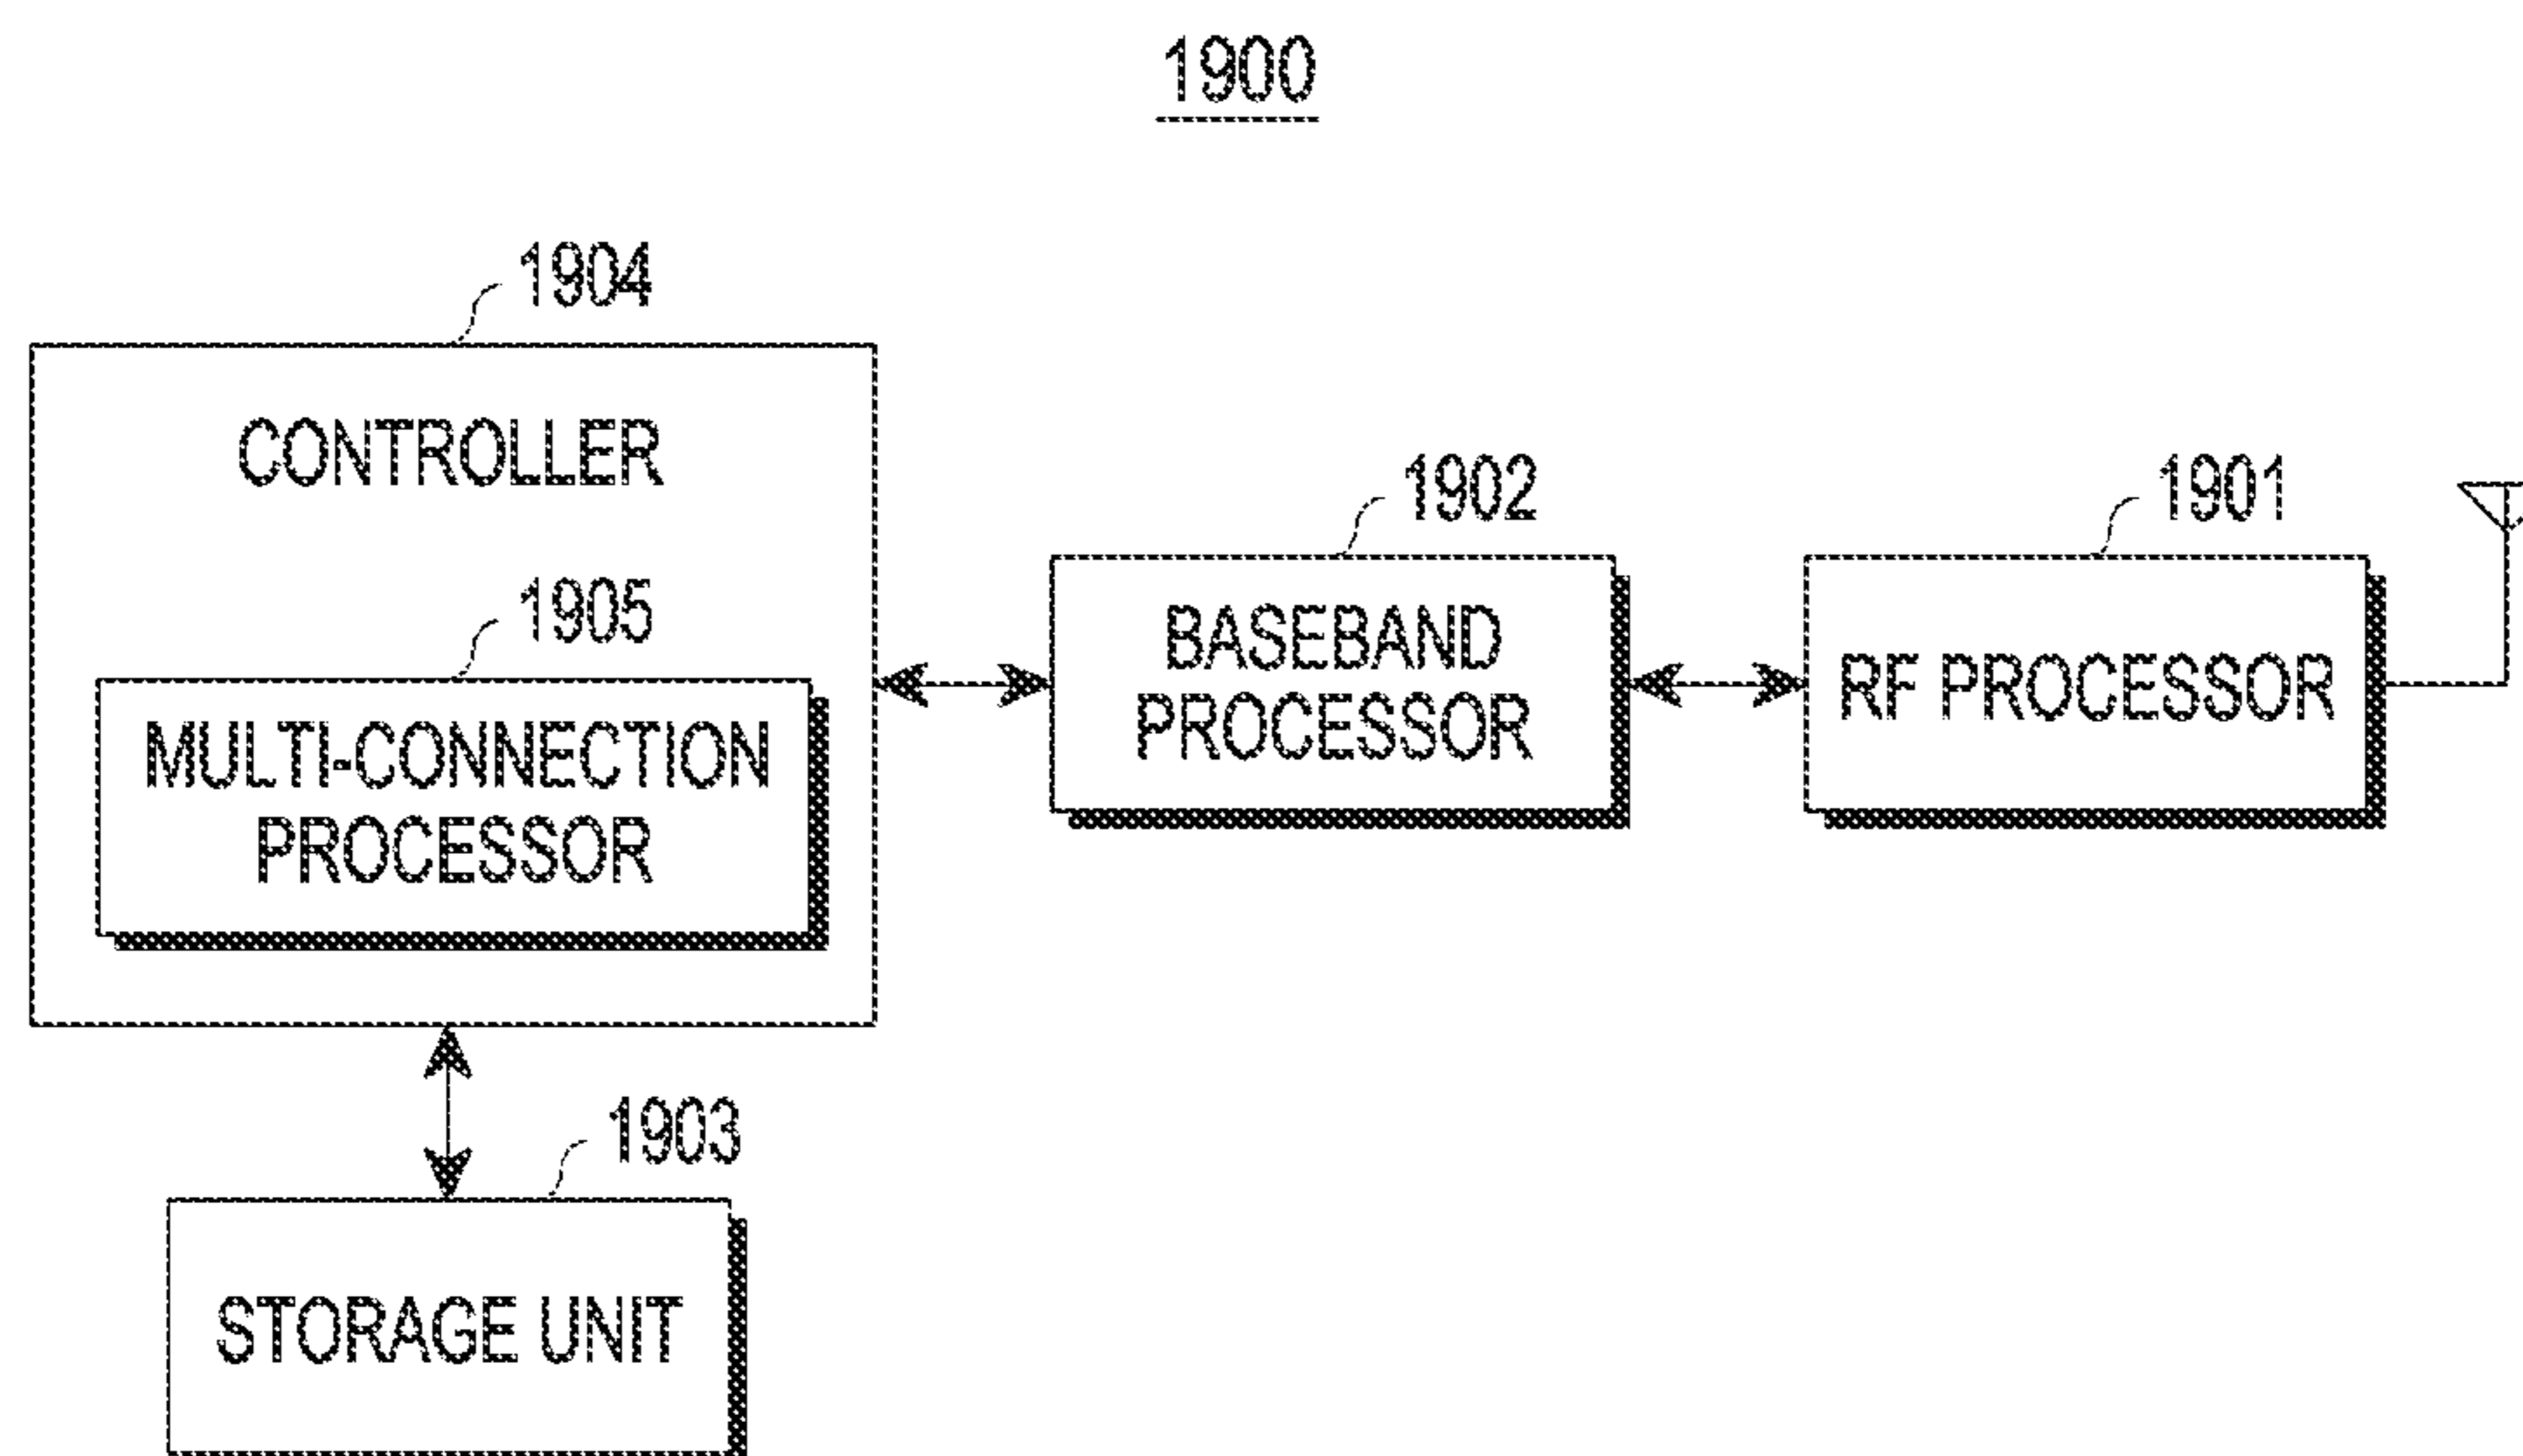 1900
1904
CONTROLLER
1902
1901
1905
BASEBAND
PROCESSOR
RF PROCESSOR
MULTI-CONNECTION
PROCESSOR
1903
STORAGE UNIT